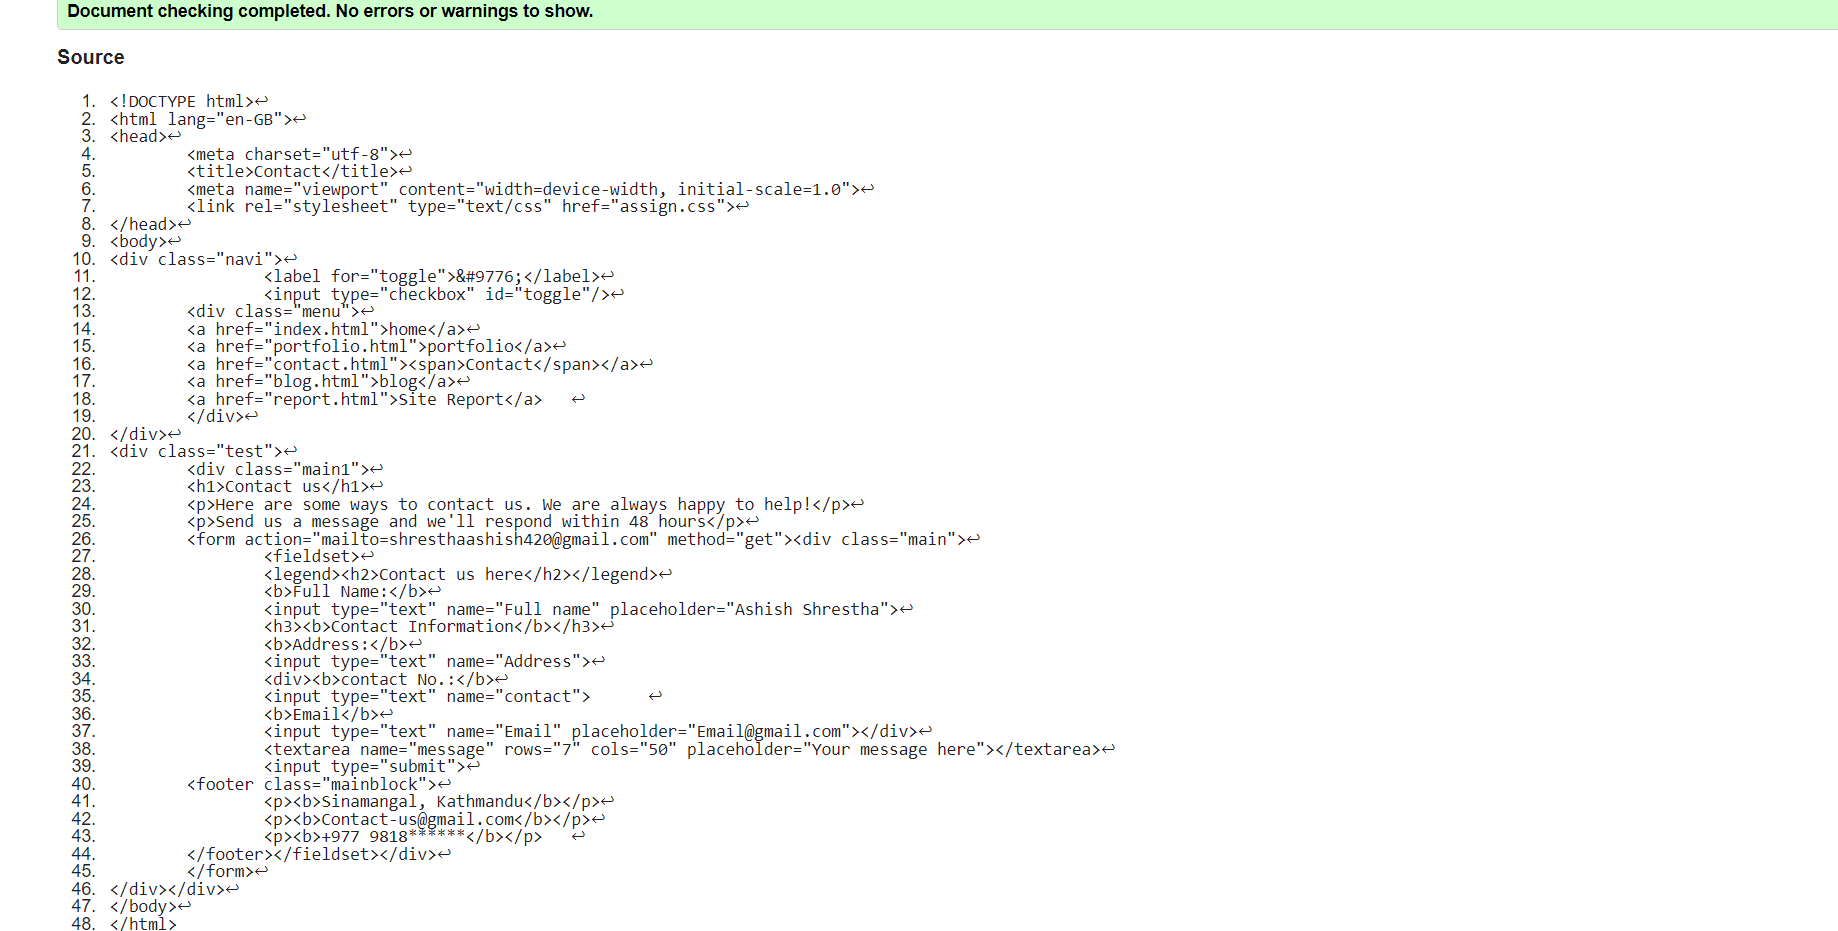 Document checking completed. No errors or warnings to show.
Source
1. <!DOCTYPE html>↩
2. <html lang="en-GB">↩
3. <head>↩
4. <meta charset="utf-8">↩
5. <title>Contact</title>↩
6. <meta name="viewport" content="width=device-width, initial-scale=1.0">↩
7. <link rel="stylesheet" type="text/css" href="assign.css">↩
8. </head>↩
9. <body>↩
10. <div class="navi">↩
11. <label for="toggle">&#9776;</label>↩
12. <input type="checkbox" id="toggle"/>↩
13. <div class="menu">↩
14. <a href="index.html">home</a>↩
15. <a href="portfolio.html">portfolio</a>↩
16. <a href="contact.html"><span>Contact</span></a>↩
17. <a href="blog.html">blog</a>↩
18. <a href="report.html">Site Report</a> ↩
19. </div>↩
20. </div>↩
21. <div class="test">↩
22. <div class="main1">↩
23. <h1>Contact us</h1>↩
24. <p>Here are some ways to contact us. We are always happy to help!</p>↩
25. <p>Send us a message and we'll respond within 48 hours</p>↩
26. <form action="mailto=shresthaashish420@gmail.com" method="get"><div class="main">↩
27. <fieldset>↩
28. <legend><h2>Contact us here</h2></legend>↩
29. <b>Full Name:</b>↩
30. <input type="text" name="Full name" placeholder="Ashish Shrestha">↩
31. <h3><b>Contact Information</b></h3>↩
32. <b>Address:</b>↩
33. <input type="text" name="Address">↩
34. <div><b>contact No.:</b>↩
35. <input type="text" name="contact"> ↩
36. <b>Email</b>↩
37. <input type="text" name="Email" placeholder="Email@gmail.com"></div>↩
38. <textarea name="message" rows="7" cols="50" placeholder="Your message here"></textarea>↩
39. <input type="submit">↩
40. <footer class="mainblock">↩
41. <p><b>Sinamangal, Kathmandu</b></p>↩
42. <p><b>Contact-us@gmail.com</b></p>↩
43. <p><b>+977 9818******</b></p> ↩
44. </footer></fieldset></div>↩
45. </form>↩
46. </div></div>↩
47. </body>↩
48. </html>